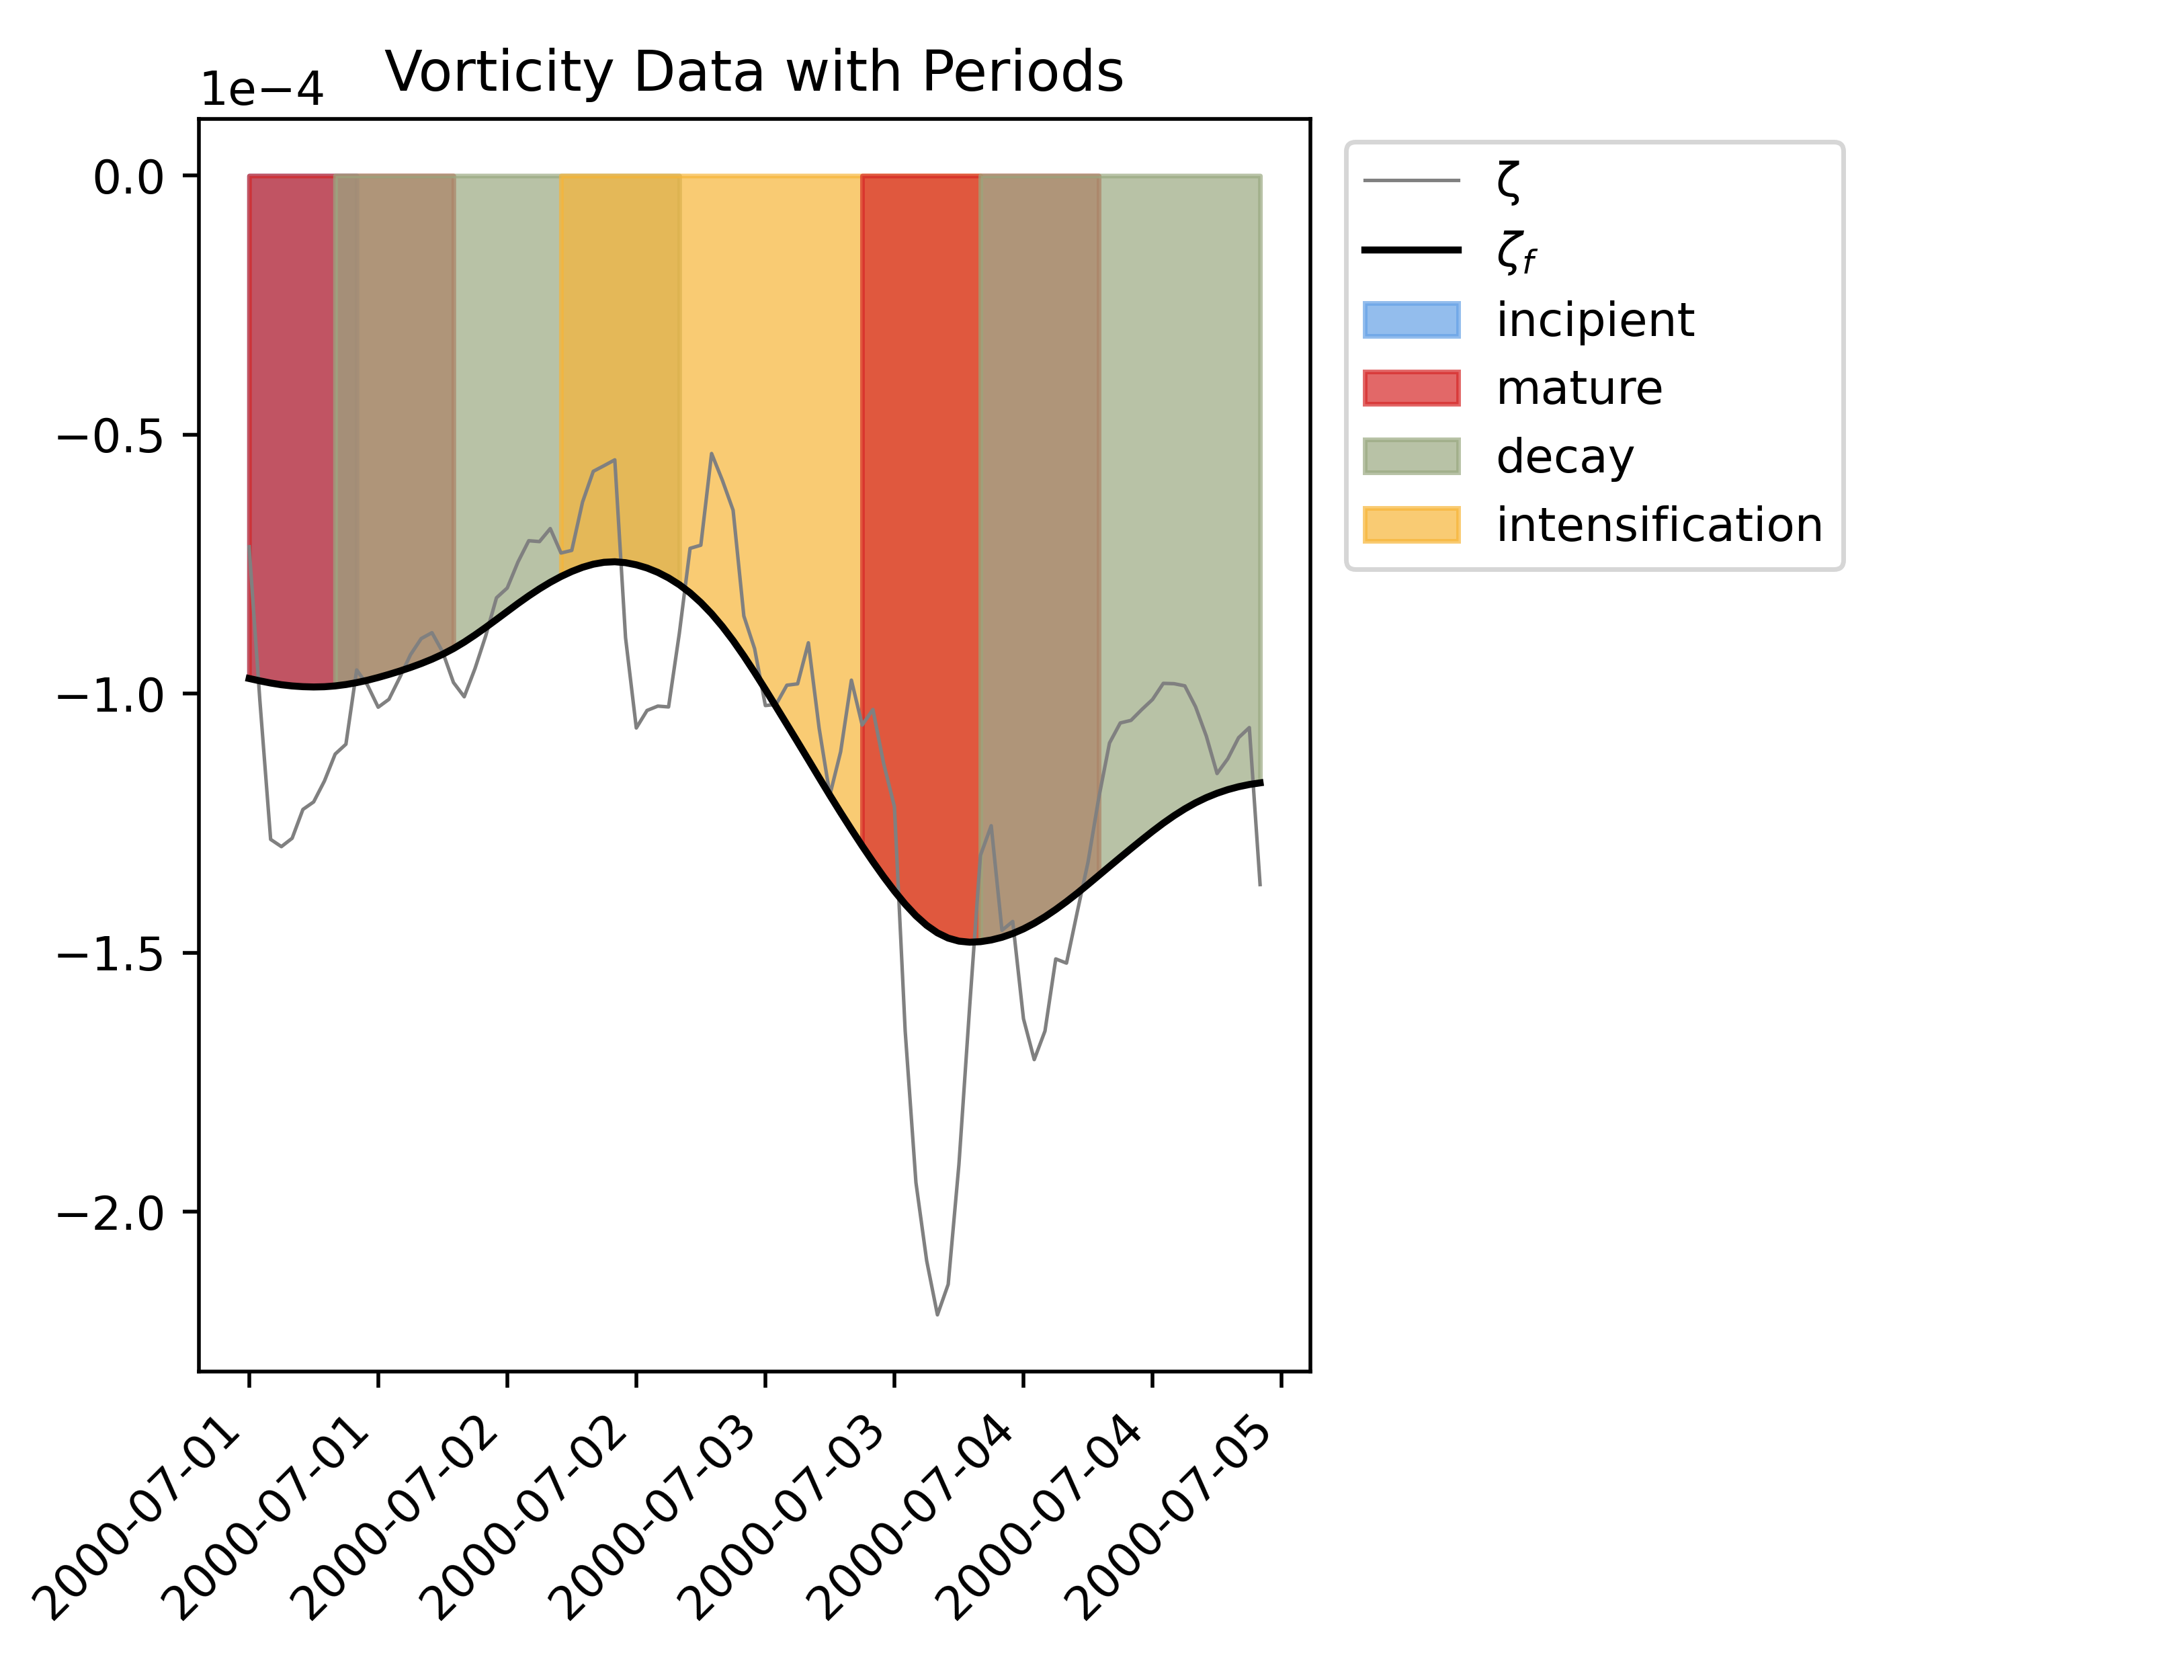 Vorticity Data with Periods
1e−4
0.0
−0.5
−1.0
−1.5
−2.0
2000-07-01
2000-07-01
2000-07-02
2000-07-02
2000-07-03
2000-07-03
2000-07-04
2000-07-04
2000-07-05
ζ
ζf
incipient
mature
decay
intensification